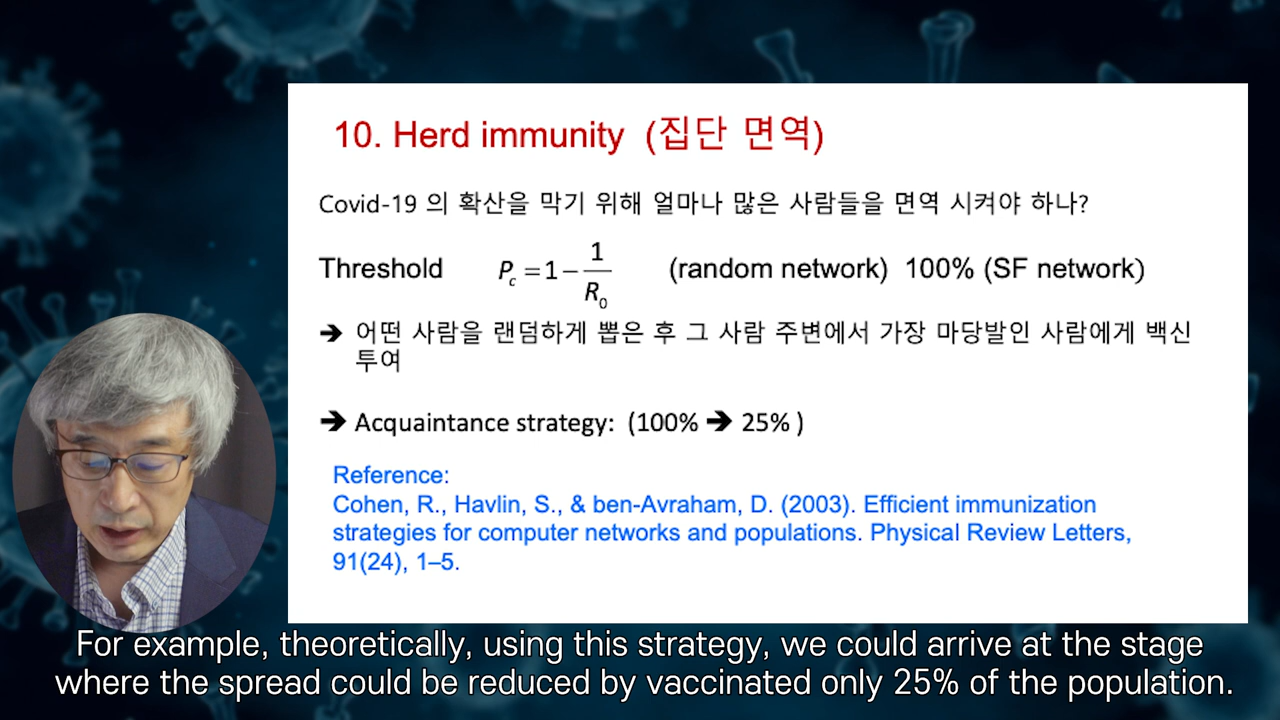 10. Herd immunity (집단 면역)
Covid-19 의 확산을 막기 위해 얼마나 많은 사람들을 면역 시켜야 하나?
Threshold P_c = 1 − 1/R_0 (random network) 100% (SF network)
➔ 어떤 사람을 랜덤하게 뽑은 후 그 사람 주변에서 가장 마당발인 사람에게 백신
투여
➔ Acquaintance strategy: (100% ➔ 25% )
Reference:
Cohen, R., Havlin, S., & ben-Avraham, D. (2003). Efficient immunization
strategies for computer networks and populations. Physical Review Letters,
91(24), 1–5.
For example, theoretically, using this strategy, we could arrive at the stage
where the spread could be reduced by vaccinated only 25% of the population.